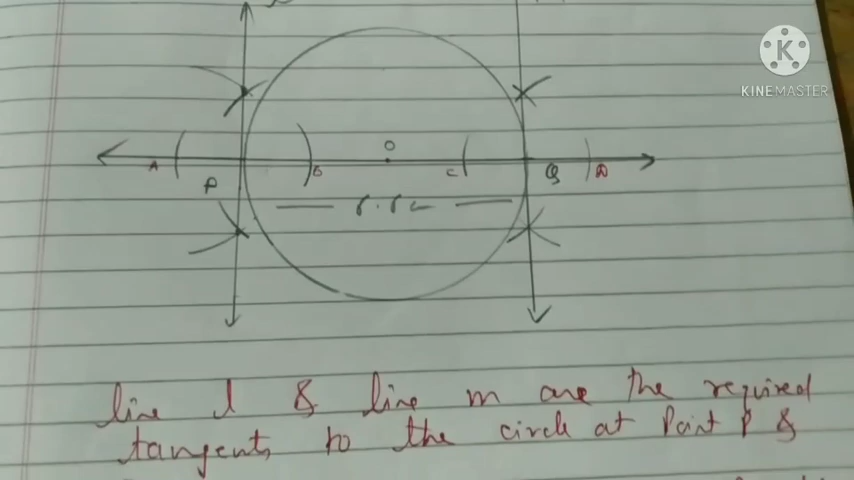 K
KINEMASTER
O
A
B
C
Q
D
P
line l & line m are the required
tangents to the circle at Point P &